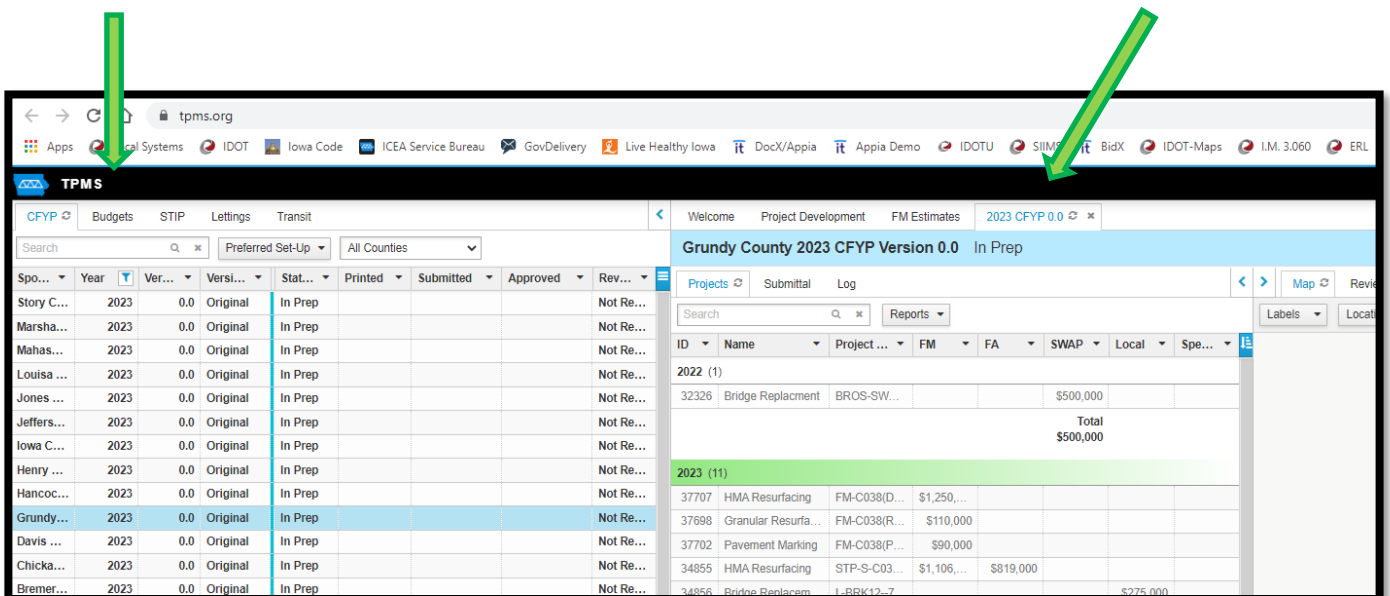 tpms.org
Apps cal Systems IDOT Iowa Code ICEA Service Bureau GovDelivery Live Healthy Iowa it DocX/Appia it Appia Demo IDOTU SIIMS it BidX IDOT-Maps I.M. 3.060 ERL
TPMS
CFYP Budgets STIP Lettings Transit
Search Preferred Set-Up All Counties
Spo... Year Ver... Versi... Stat... Printed Submitted Approved Rev...
Story C... 2023 0.0 Original In Prep Not Re...
Marsha... 2023 0.0 Original In Prep Not Re...
Mahas... 2023 0.0 Original In Prep Not Re...
Louisa ... 2023 0.0 Original In Prep Not Re...
Jones ... 2023 0.0 Original In Prep Not Re...
Jeffers... 2023 0.0 Original In Prep Not Re...
Iowa C... 2023 0.0 Original In Prep Not Re...
Henry ... 2023 0.0 Original In Prep Not Re...
Hancoc... 2023 0.0 Original In Prep Not Re...
Grundy... 2023 0.0 Original In Prep Not Re...
Davis ... 2023 0.0 Original In Prep Not Re...
Chicka... 2023 0.0 Original In Prep Not Re...
Bremer... 2023 0.0 Original In Prep Not Re...
Welcome Project Development FM Estimates 2023 CFYP 0.0
Grundy County 2023 CFYP Version 0.0 In Prep
Projects Submittal Log
Search Reports
ID Name Project ... FM FA SWAP Local Spe...
2022 (1)
32326 Bridge Replacment BROS-SW... $500,000
Total
$500,000
2023 (11)
37707 HMA Resurfacing FM-C038(D... $1,250,...
37698 Granular Resurfa... FM-C038(R... $110,000
37702 Pavement Marking FM-C038(P... $90,000
34855 HMA Resurfacing STP-S-C03... $1,106,... $819,000
34856 Bridge Replacem... L-BRK12--7... $275,000
Map Revie
Labels Locati